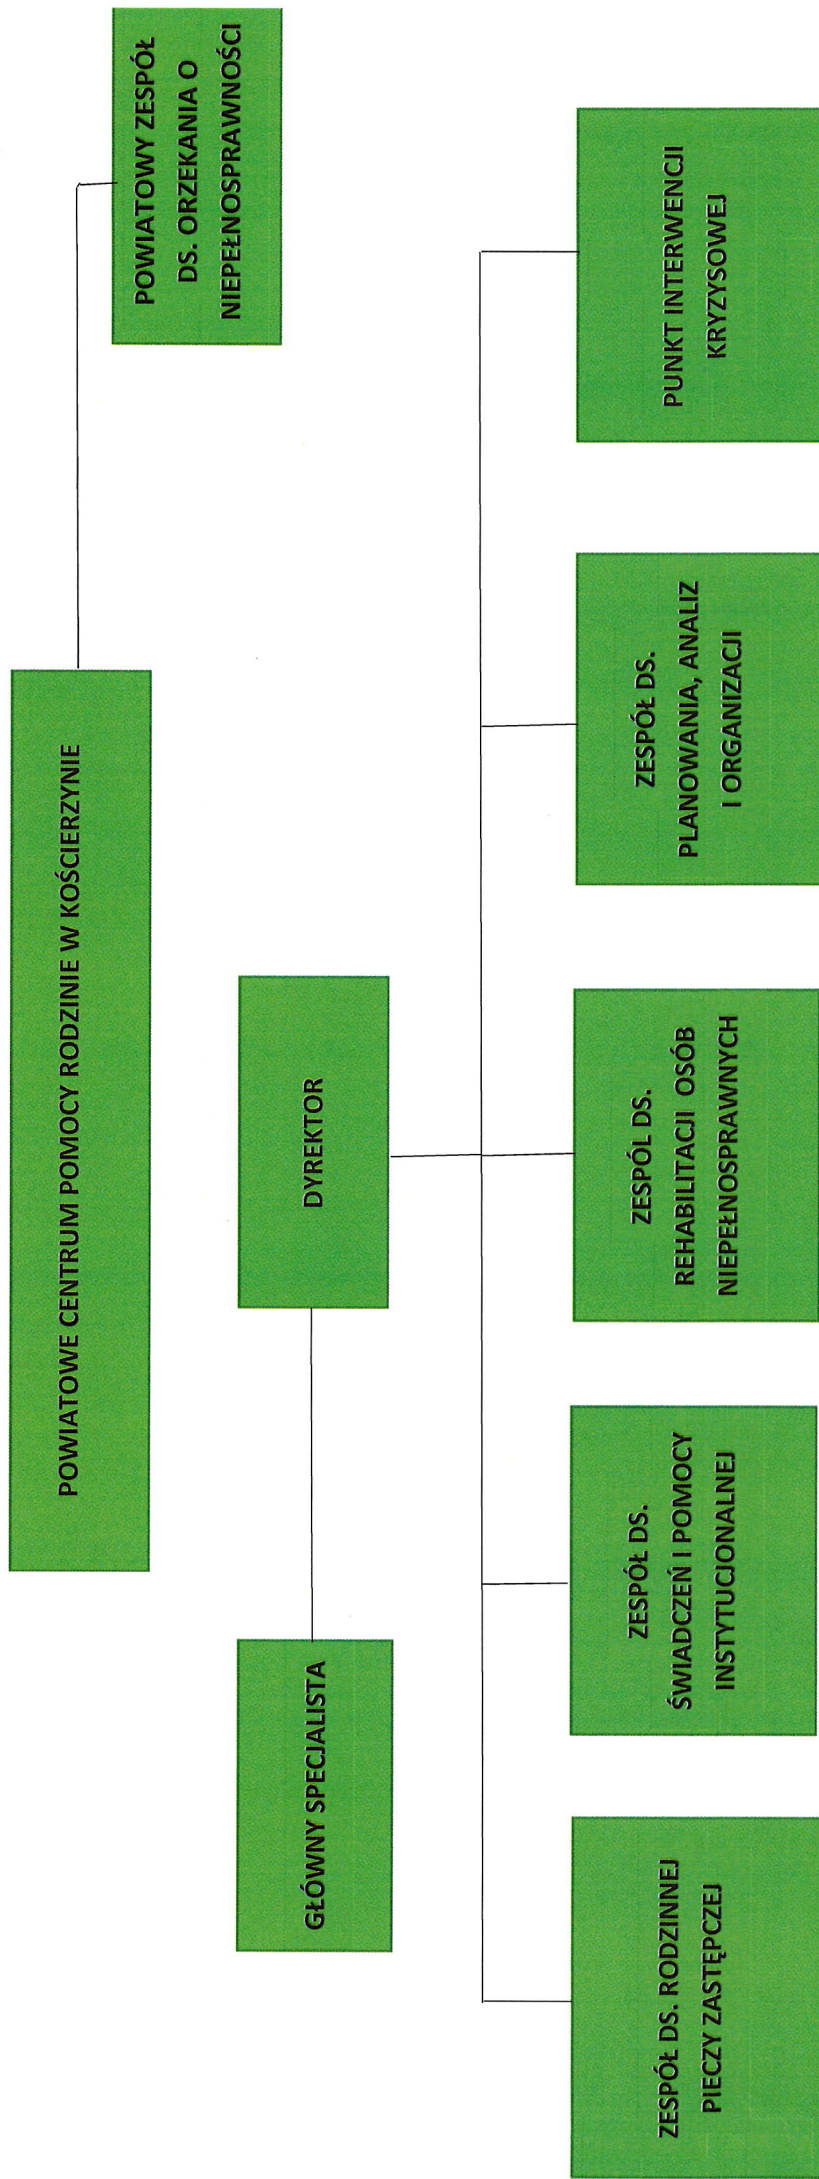 POWIATOWE CENTRUM POMOCY RODZINIE W KOŚCIERZYNIE
POWIATOWY ZESPÓŁ
DS. ORZEKANIA O
NIEPEŁNOSPRAWNOŚCI
GŁÓWNY SPECJALISTA
DYREKTOR
ZESPÓŁ DS. RODZINNEJ
PIECZY ZASTĘPCZEJ
ZESPÓŁ DS.
ŚWIADCZEŃ I POMOCY
INSTYTUCJONALNEJ
ZESPÓL DS.
REHABILITACJI OSÓB
NIEPEŁNOSPRAWNYCH
ZESPÓŁ DS.
PLANOWANIA, ANALIZ
I ORGANIZACJI
PUNKT INTERWENCJI
KRYZYSOWEJ